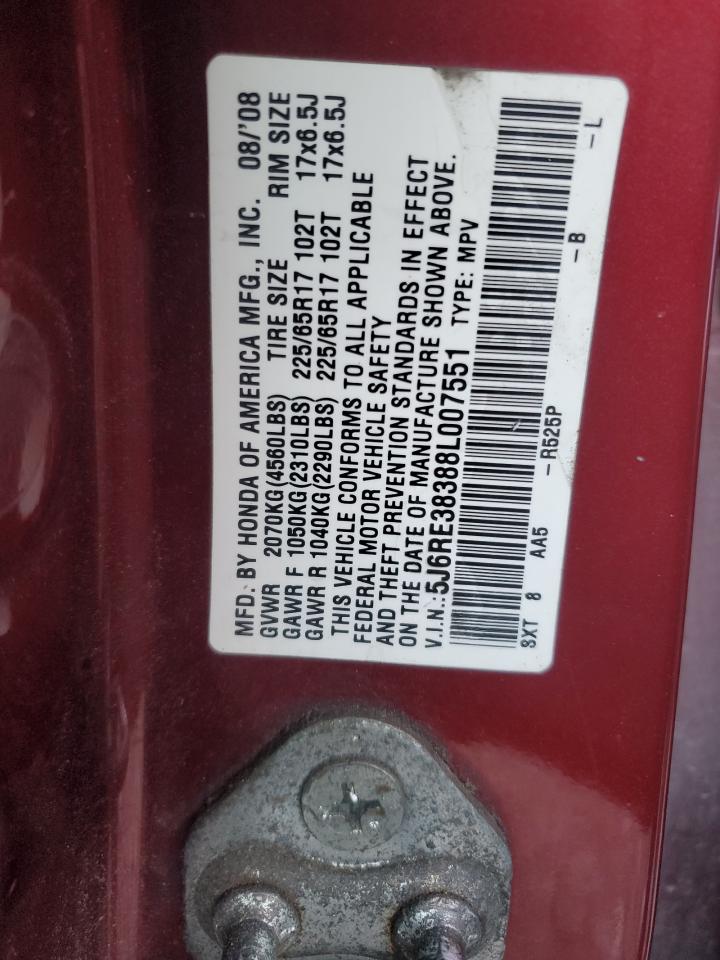 MFD. BY HONDA OF AMERICA MFG., INC. 08/'08
GVWR 2070KG(4560LBS) TIRE SIZE RIM SIZE
GAWR F 1050KG(2310LBS) 225/65R17 102T 17x6.5J
GAWR R 1040KG(2290LBS) 225/65R17 102T 17x6.5J
THIS VEHICLE CONFORMS TO ALL APPLICABLE
FEDERAL MOTOR VEHICLE SAFETY
AND THEFT PREVENTION STANDARDS IN EFFECT
ON THE DATE OF MANUFACTURE SHOWN ABOVE.
V.I.N.:5J6RE38388L007551 TYPE: MPV
SXT 8 AA5 -R525P -B -L